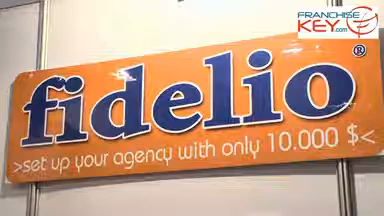 FRANCHISE
KEY.com
fidelio®
>set up your agency with only 10.000 $<